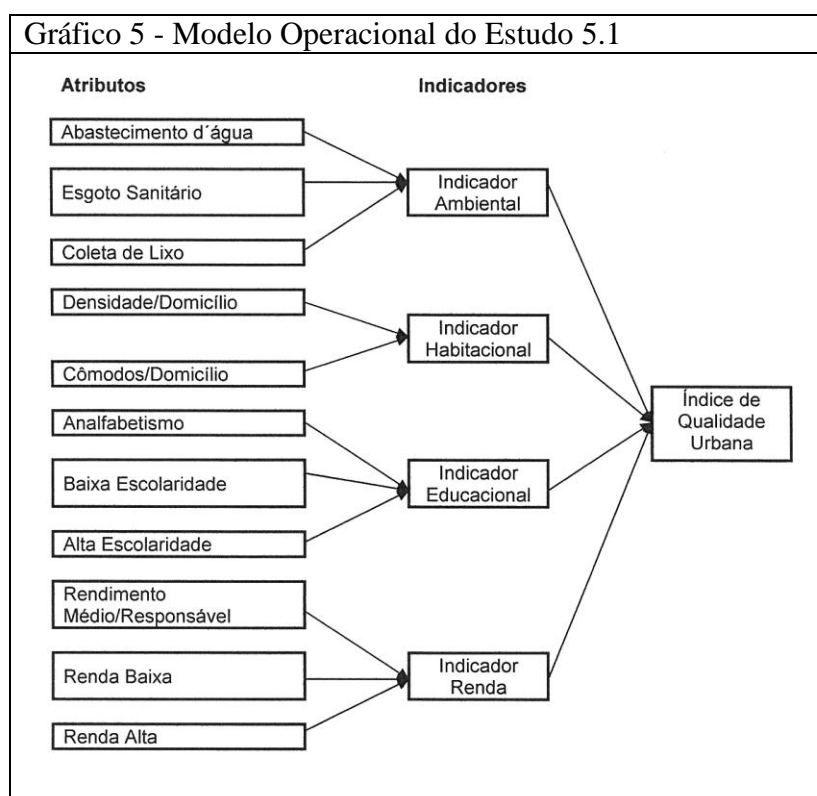 Gráfico 5 - Modelo Operacional do Estudo 5.1
Atributos
Indicadores
Abastecimento d´água
Esgoto Sanitário
Coleta de Lixo
Indicador
Ambiental
Densidade/Domicílio
Cômodos/Domicílio
Indicador
Habitacional
Analfabetismo
Baixa Escolaridade
Alta Escolaridade
Indicador
Educacional
Rendimento
Médio/Responsável
Renda Baixa
Renda Alta
Indicador
Renda
Índice de
Qualidade
Urbana